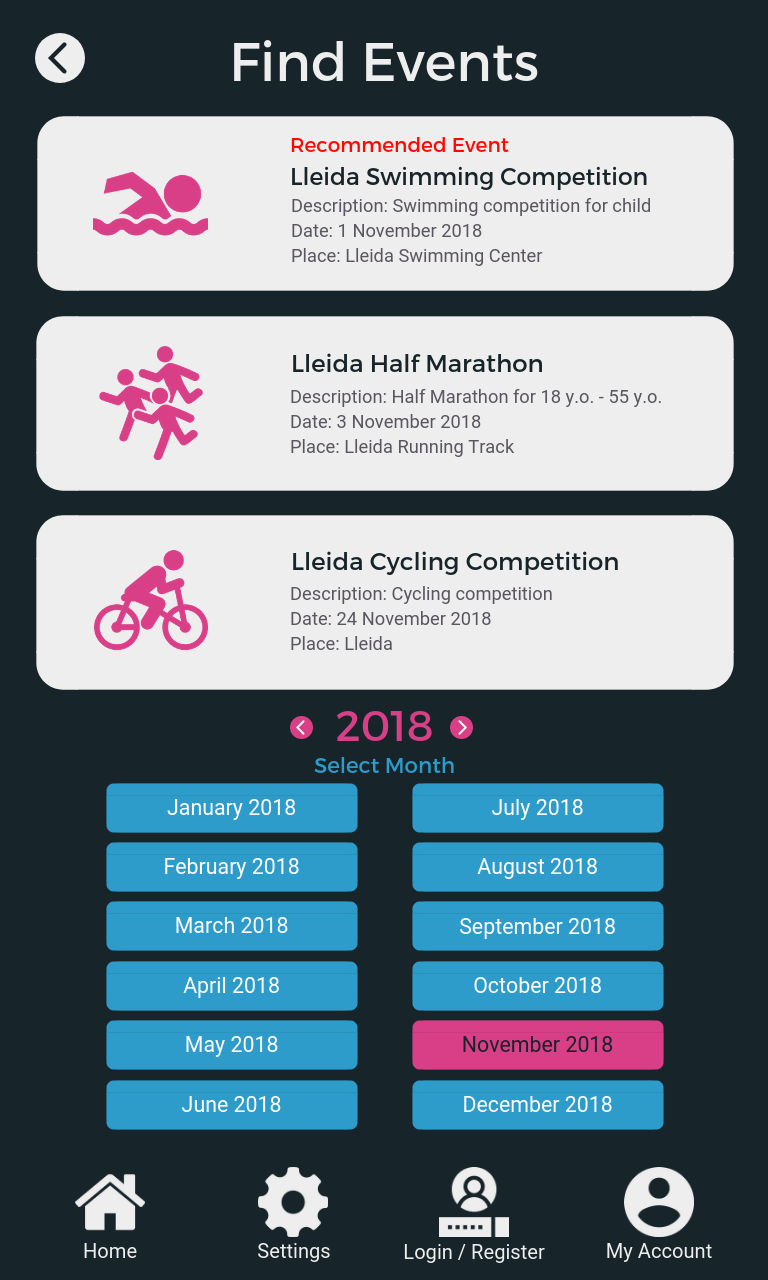 Find Events
Recommended Event
Lleida Swimming Competition
Description: Swimming competition for child
Date: 1 November 2018
Place: Lleida Swimming Center
Lleida Half Marathon
Description: Half Marathon for 18 y.o. - 55 y.o.
Date: 3 November 2018
Place: Lleida Running Track
Lleida Cycling Competition
Description: Cycling competition
Date: 24 November 2018
Place: Lleida
2018
Select Month
January 2018
July 2018
February 2018
August 2018
March 2018
September 2018
April 2018
October 2018
May 2018
November 2018
June 2018
December 2018
Home
Settings
Login / Register
My Account